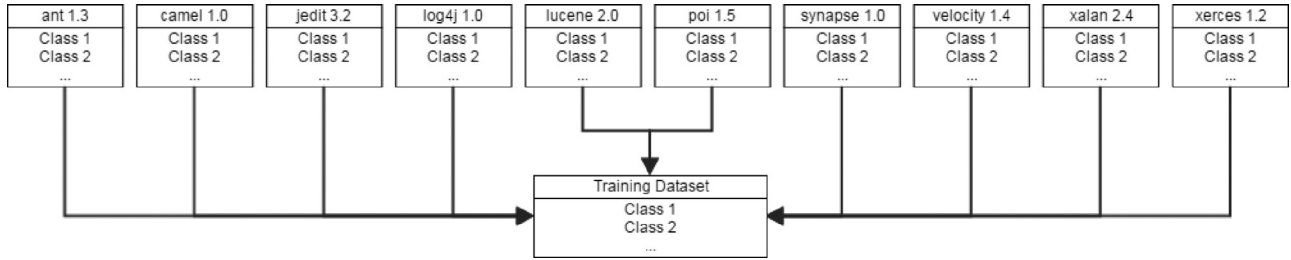 ant 1.3
Class 1
Class 2
...
camel 1.0
Class 1
Class 2
...
jedit 3.2
Class 1
Class 2
...
log4j 1.0
Class 1
Class 2
...
lucene 2.0
Class 1
Class 2
...
poi 1.5
Class 1
Class 2
...
synapse 1.0
Class 1
Class 2
...
velocity 1.4
Class 1
Class 2
...
xalan 2.4
Class 1
Class 2
...
xerces 1.2
Class 1
Class 2
...
Training Dataset
Class 1
Class 2
...